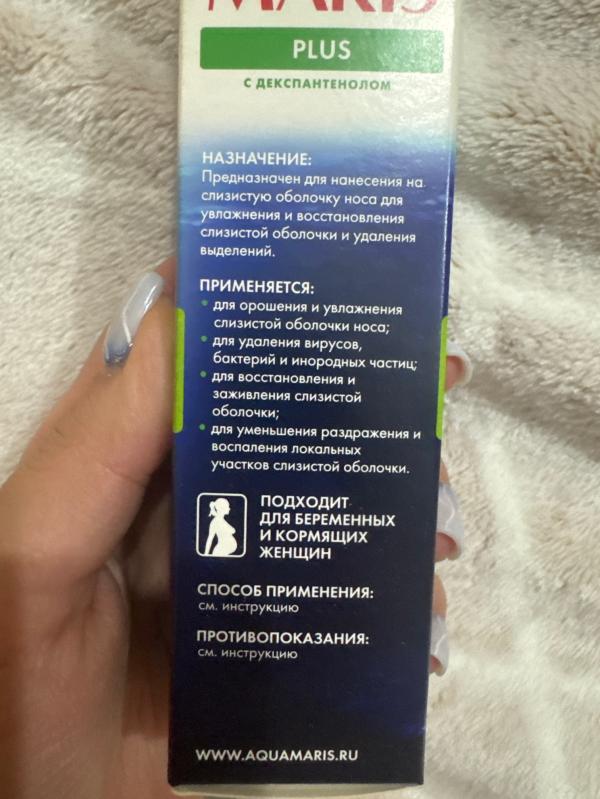 MARIS
PLUS
С ДЕКСПАНТЕНОЛОМ
НАЗНАЧЕНИЕ:
Предназначен для нанесения на
слизистую оболочку носа для
увлажнения и восстановления
слизистой оболочки и удаления
выделений.
ПРИМЕНЯЕТСЯ:
• для орошения и увлажнения
слизистой оболочки носа;
• для удаления вирусов,
бактерий и инородных частиц;
• для восстановления и
заживления слизистой
оболочки;
• для уменьшения раздражения и
воспаления локальных
участков слизистой оболочки.
ПОДХОДИТ
ДЛЯ БЕРЕМЕННЫХ
И КОРМЯЩИХ
ЖЕНЩИН
СПОСОБ ПРИМЕНЕНИЯ:
см. инструкцию
ПРОТИВОПОКАЗАНИЯ:
см. инструкцию
WWW.AQUAMARIS.RU